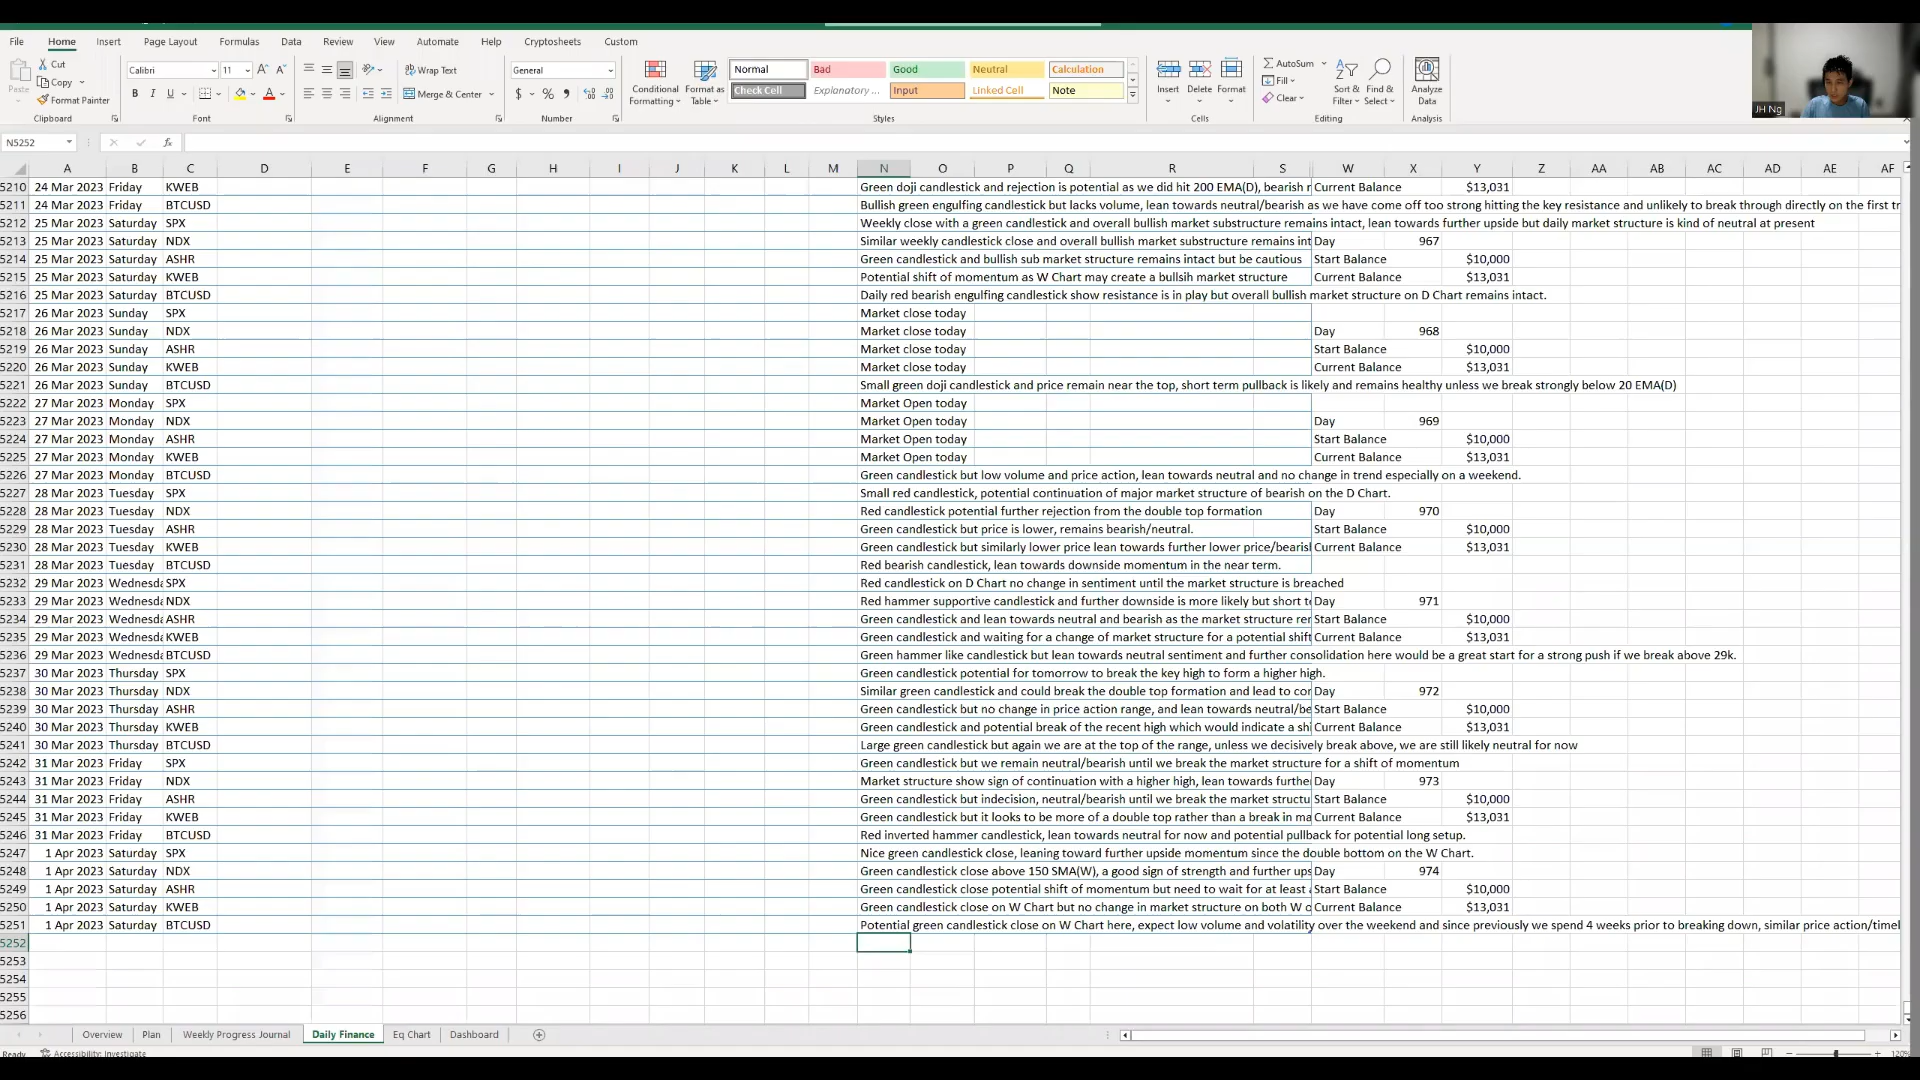 File Home Insert Page Layout Formulas Data Review View Automate Help Cryptosheets Custom
Cut
Copy
Paste
Format Painter
Calibri 11
B I U
Wrap Text
Merge & Center
General
Conditional Formatting
Format as Table
Normal Bad Good Neutral Calculation
Check Cell Explanatory ... Input Linked Cell Note
Insert Delete Format
AutoSum
Fill
Clear
Sort & Filter
Find & Select
Analyze Data
JH Ng
Clipboard Font Alignment Number Styles Cells Editing Analysis
N5252 fx
A B C D E F G H I J K L M N O P Q R S W X Y Z AA AB AC AD AE AF
5210 24 Mar 2023 Friday KWEB Green doji candlestick and rejection is potential as we did hit 200 EMA(D), bearish r Current Balance $13,031
5211 24 Mar 2023 Friday BTCUSD Bullish green engulfing candlestick but lacks volume, lean towards neutral/bearish as we have come off too strong hitting the key resistance and unlikely to break through directly on the first tr
5212 25 Mar 2023 Saturday SPX Weekly close with a green candlestick and overall bullish market substructure remains intact, lean towards further upside but daily market structure is kind of neutral at present
5213 25 Mar 2023 Saturday NDX Similar weekly candlestick close and overall bullish market substructure remains int Day 967
5214 25 Mar 2023 Saturday ASHR Green candlestick and bullish sub market structure remains intact but be cautious Start Balance $10,000
5215 25 Mar 2023 Saturday KWEB Potential shift of momentum as W Chart may create a bullsih market structure Current Balance $13,031
5216 25 Mar 2023 Saturday BTCUSD Daily red bearish engulfing candlestick show resistance is in play but overall bullish market structure on D Chart remains intact.
5217 26 Mar 2023 Sunday SPX Market close today
5218 26 Mar 2023 Sunday NDX Market close today Day 968
5219 26 Mar 2023 Sunday ASHR Market close today Start Balance $10,000
5220 26 Mar 2023 Sunday KWEB Market close today Current Balance $13,031
5221 26 Mar 2023 Sunday BTCUSD Small green doji candlestick and price remain near the top, short term pullback is likely and remains healthy unless we break strongly below 20 EMA(D)
5222 27 Mar 2023 Monday SPX Market Open today
5223 27 Mar 2023 Monday NDX Market Open today Day 969
5224 27 Mar 2023 Monday ASHR Market Open today Start Balance $10,000
5225 27 Mar 2023 Monday KWEB Market Open today Current Balance $13,031
5226 27 Mar 2023 Monday BTCUSD Green candlestick but low volume and price action, lean towards neutral and no change in trend especially on a weekend.
5227 28 Mar 2023 Tuesday SPX Small red candlestick, potential continuation of major market structure of bearish on the D Chart.
5228 28 Mar 2023 Tuesday NDX Red candlestick potential further rejection from the double top formation Day 970
5229 28 Mar 2023 Tuesday ASHR Green candlestick but price is lower, remains bearish/neutral. Start Balance $10,000
5230 28 Mar 2023 Tuesday KWEB Green candlestick but similarly lower price lean towards further lower price/bearish Current Balance $13,031
5231 28 Mar 2023 Tuesday BTCUSD Red bearish candlestick, lean towards downside momentum in the near term.
5232 29 Mar 2023 Wednesda SPX Red candlestick on D Chart no change in sentiment until the market structure is breached
5233 29 Mar 2023 Wednesda NDX Red hammer supportive candlestick and further downside is more likely but short te Day 971
5234 29 Mar 2023 Wednesda ASHR Green candlestick and lean towards neutral and bearish as the market structure rer Start Balance $10,000
5235 29 Mar 2023 Wednesda KWEB Green candlestick and waiting for a change of market structure for a potential shift Current Balance $13,031
5236 29 Mar 2023 Wednesda BTCUSD Green hammer like candlestick but lean towards neutral sentiment and further consolidation here would be a great start for a strong push if we break above 29k.
5237 30 Mar 2023 Thursday SPX Green candlestick potential for tomorrow to break the key high to form a higher high.
5238 30 Mar 2023 Thursday NDX Similar green candlestick and could break the double top formation and lead to cor Day 972
5239 30 Mar 2023 Thursday ASHR Green candlestick but no change in price action range, and lean towards neutral/be Start Balance $10,000
5240 30 Mar 2023 Thursday KWEB Green candlestick and potential break of the recent high which would indicate a shi Current Balance $13,031
5241 30 Mar 2023 Thursday BTCUSD Large green candlestick but again we are at the top of the range, unless we decisively break above, we are still likely neutral for now
5242 31 Mar 2023 Friday SPX Green candlestick but we remain neutral/bearish until we break the market structure for a shift of momentum
5243 31 Mar 2023 Friday NDX Market structure show sign of continuation with a higher high, lean towards furthe Day 973
5244 31 Mar 2023 Friday ASHR Green candlestick but indecision, neutral/bearish until we break the market structu Start Balance $10,000
5245 31 Mar 2023 Friday KWEB Green candlestick but it looks to be more of a double top rather than a break in ma Current Balance $13,031
5246 31 Mar 2023 Friday BTCUSD Red inverted hammer candlestick, lean towards neutral for now and potential pullback for potential long setup.
5247 1 Apr 2023 Saturday SPX Nice green candlestick close, leaning toward further upside momentum since the double bottom on the W Chart.
5248 1 Apr 2023 Saturday NDX Green candlestick close above 150 SMA(W), a good sign of strength and further ups Day 974
5249 1 Apr 2023 Saturday ASHR Green candlestick close potential shift of momentum but need to wait for at least Start Balance $10,000
5250 1 Apr 2023 Saturday KWEB Green candlestick close on W Chart but no change in market structure on both W o Current Balance $13,031
5251 1 Apr 2023 Saturday BTCUSD Potential green candlestick close on W Chart here, expect low volume and volatility over the weekend and since previously we spend 4 weeks prior to breaking down, similar price action/timel
5252
5253
5254
5255
5256
Overview Plan Weekly Progress Journal Daily Finance Eq Chart Dashboard
Ready Accessibility: Investigate 120%